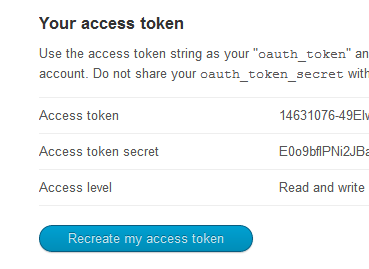 Your access token
Use the access token string as your "oauth_token" an
account. Do not share your oauth_token_secret with
Access token 14631076-49El
Access token secret E0o9bflPNi2JBa
Access level Read and write
Recreate my access token